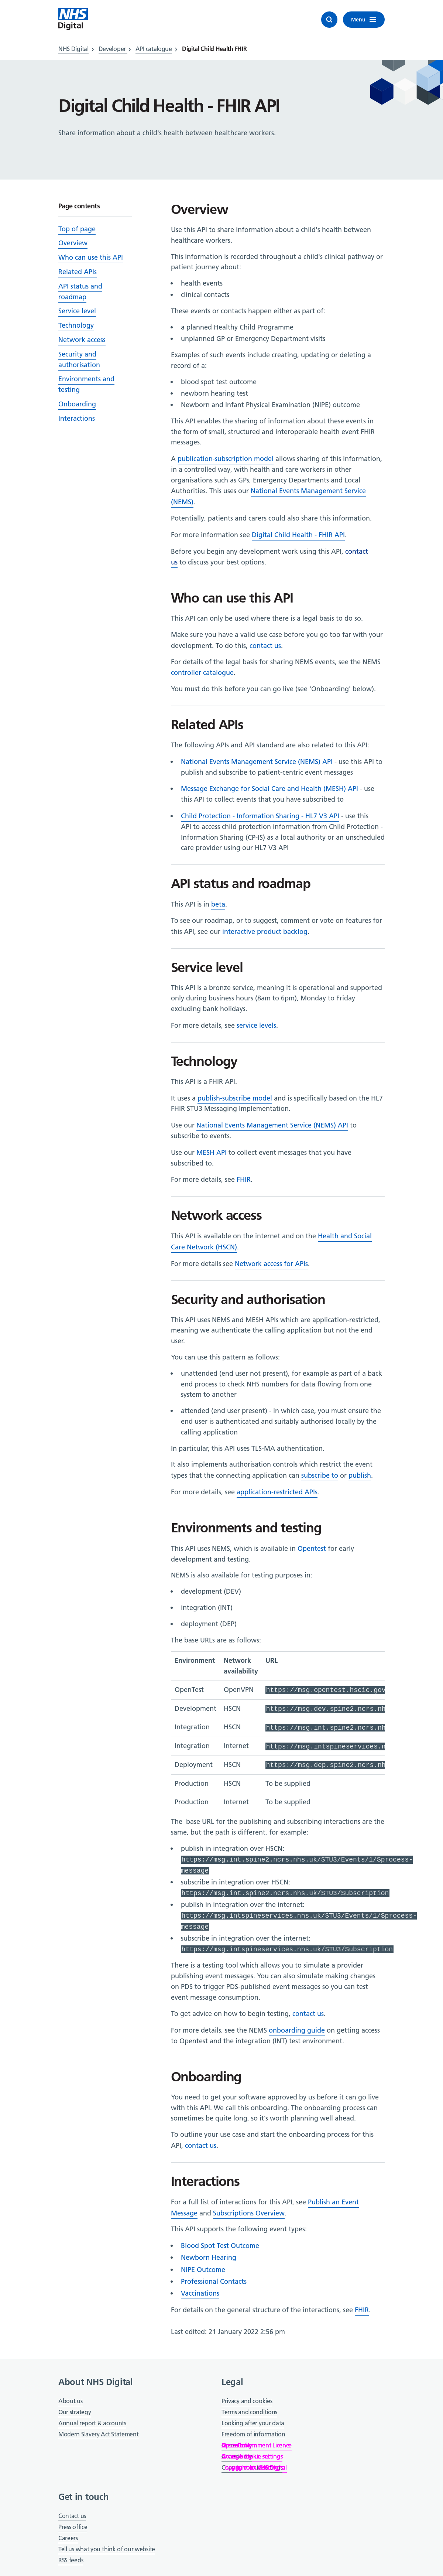 NHS
Digital
Menu
NHS Digital
Developer
API catalogue
Digital Child Health FHIR
Digital Child Health - FHIR API
Share information about a child's health between healthcare workers.
Page contents
Top of page
Overview
Who can use this API
Related APIs
API status and
roadmap
Service level
Technology
Network access
Security and
authorisation
Environments and
testing
Onboarding
Interactions
Overview
Use this API to share information about a child's health between
healthcare workers.
This information is recorded throughout a child's clinical pathway or
patient journey about:
• health events
• clinical contacts
These events or contacts happen either as part of:
• a planned Healthy Child Programme
• unplanned GP or Emergency Department visits
Examples of such events include creating, updating or deleting a
record of a:
• blood spot test outcome
• newborn hearing test
• Newborn and Infant Physical Examination (NIPE) outcome
This API enables the sharing of information about these events in
the form of small, structured and interoperable health event FHIR
messages.
A publication-subscription model allows sharing of this information,
in a controlled way, with health and care workers in other
organisations such as GPs, Emergency Departments and Local
Authorities. This uses our National Events Management Service
(NEMS).
Potentially, patients and carers could also share this information.
For more information see Digital Child Health - FHIR API.
Before you begin any development work using this API, contact
us to discuss your best options.
Who can use this API
This API can only be used where there is a legal basis to do so.
Make sure you have a valid use case before you go too far with your
development. To do this, contact us.
For details of the legal basis for sharing NEMS events, see the NEMS
controller catalogue.
You must do this before you can go live (see ‘Onboarding’ below).
Related APIs
The following APIs and API standard are also related to this API:
• National Events Management Service (NEMS) API - use this API to
publish and subscribe to patient-centric event messages
• Message Exchange for Social Care and Health (MESH) API - use
this API to collect events that you have subscribed to
• Child Protection - Information Sharing - HL7 V3 API - use this
API to access child protection information from Child Protection -
Information Sharing (CP-IS) as a local authority or an unscheduled
care provider using our HL7 V3 API
API status and roadmap
This API is in beta.
To see our roadmap, or to suggest, comment or vote on features for
this API, see our interactive product backlog.
Service level
This API is a bronze service, meaning it is operational and supported
only during business hours (8am to 6pm), Monday to Friday
excluding bank holidays.
For more details, see service levels.
Technology
This API is a FHIR API.
It uses a publish-subscribe model and is specifically based on the HL7
FHIR STU3 Messaging Implementation.
Use our National Events Management Service (NEMS) API to
subscribe to events.
Use our MESH API to collect event messages that you have
subscribed to.
For more details, see FHIR.
Network access
This API is available on the internet and on the Health and Social
Care Network (HSCN).
For more details see Network access for APIs.
Security and authorisation
This API uses NEMS and MESH APIs which are application-restricted,
meaning we authenticate the calling application but not the end
user.
You can use this pattern as follows:
• unattended (end user not present), for example as part of a back
end process to check NHS numbers for data flowing from one
system to another
• attended (end user present) - in which case, you must ensure the
end user is authenticated and suitably authorised locally by the
calling application
In particular, this API uses TLS-MA authentication.
It also implements authorisation controls which restrict the event
types that the connecting application can subscribe to or publish.
For more details, see application-restricted APIs.
Environments and testing
This API uses NEMS, which is available in Opentest for early
development and testing.
NEMS is also available for testing purposes in:
• development (DEV)
• integration (INT)
• deployment (DEP)
The base URLs are as follows:
Environment Network URL
availability
OpenTest OpenVPN https://msg.opentest.hscic.gov
Development HSCN https://msg.dev.spine2.ncrs.nh
Integration HSCN https://msg.int.spine2.ncrs.nh
Integration Internet https://msg.intspineservices.n
Deployment HSCN https://msg.dep.spine2.ncrs.nh
Production HSCN To be supplied
Production Internet To be supplied
The base URL for the publishing and subscribing interactions are the
same, but the path is different, for example:
• publish in integration over HSCN:
https://msg.int.spine2.ncrs.nhs.uk/STU3/Events/1/$process-
message
• subscribe in integration over HSCN:
https://msg.int.spine2.ncrs.nhs.uk/STU3/Subscription
• publish in integration over the internet:
https://msg.intspineservices.nhs.uk/STU3/Events/1/$process-
message
• subscribe in integration over the internet:
https://msg.intspineservices.nhs.uk/STU3/Subscription
There is a testing tool which allows you to simulate a provider
publishing event messages. You can also simulate making changes
on PDS to trigger PDS-published event messages so you can test
event message consumption.
To get advice on how to begin testing, contact us.
For more details, see the NEMS onboarding guide on getting access
to Opentest and the integration (INT) test environment.
Onboarding
You need to get your software approved by us before it can go live
with this API. We call this onboarding. The onboarding process can
sometimes be quite long, so it's worth planning well ahead.
To outline your use case and start the onboarding process for this
API, contact us.
Interactions
For a full list of interactions for this API, see Publish an Event
Message and Subscriptions Overview.
This API supports the following event types:
• Blood Spot Test Outcome
• Newborn Hearing
• NIPE Outcome
• Professional Contacts
• Vaccinations
For details on the general structure of the interactions, see FHIR.
Last edited: 21 January 2022 2:56 pm
About NHS Digital
About us
Our strategy
Annual report & accounts
Modern Slavery Act Statement
Legal
Privacy and cookies
Terms and conditions
Looking after your data
Freedom of information
Get in touch
Contact us
Press office
Careers
Tell us what you think of our website
RSS feeds